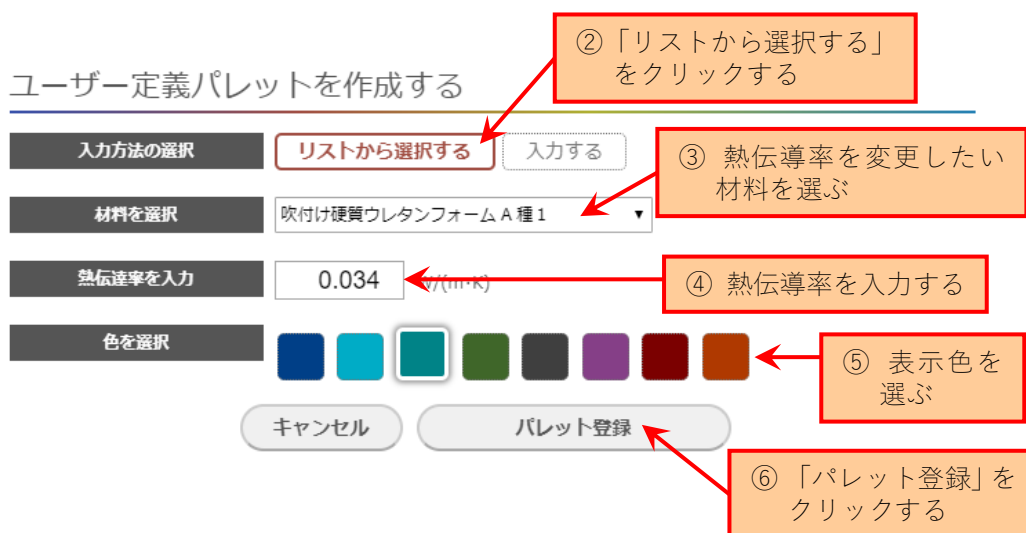 ②「リストから選択する」
をクリックする
ユーザー定義パレットを作成する
入力方法の選択
リストから選択する
入力する
③ 熱伝導率を変更したい
材料を選ぶ
材料を選択
吹付け硬質ウレタンフォームA種1
熱伝達率を入力
0.034
W/(m･K)
④ 熱伝導率を入力する
色を選択
⑤ 表示色を
選ぶ
キャンセル
パレット登録
⑥「パレット登録」を
クリックする